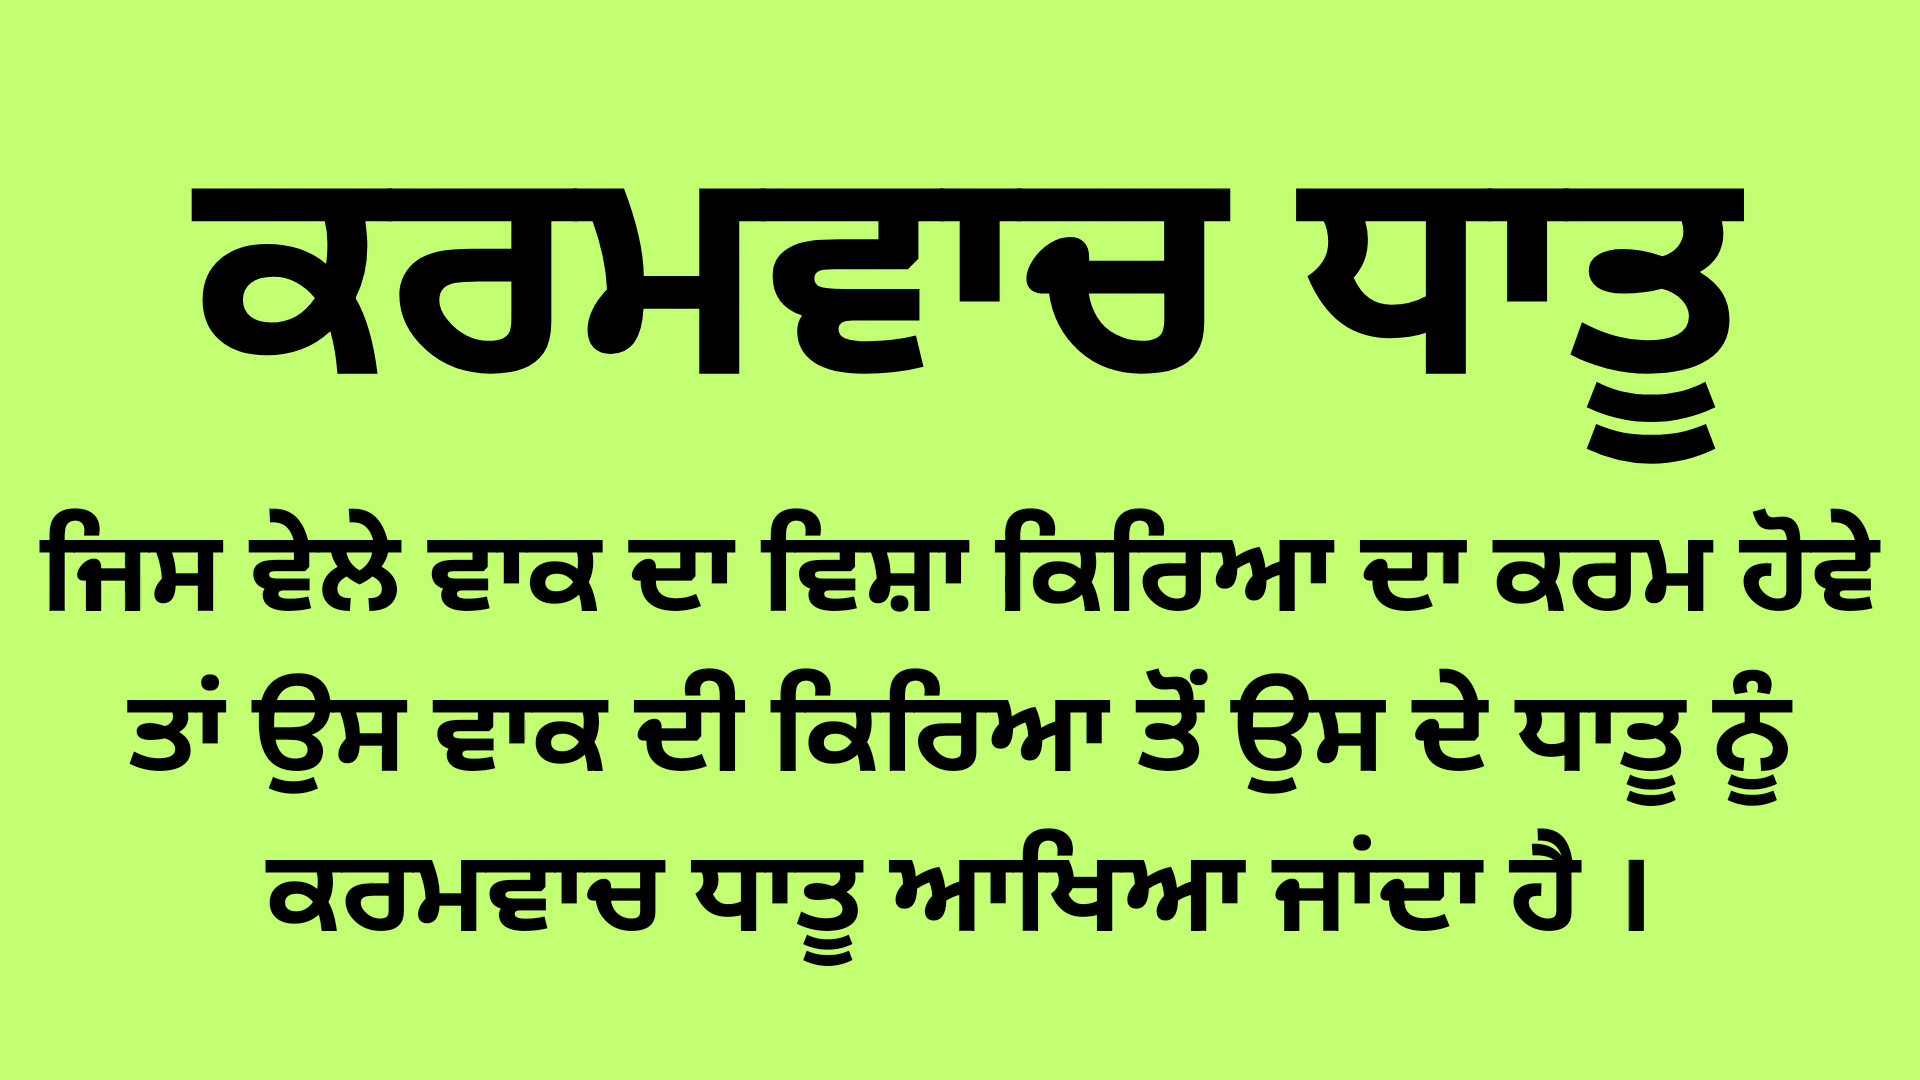 ਕਰਮਵਾਚ ਧਾਤੂ
ਜਿਸ ਵੇਲੇ ਵਾਕ ਦਾ ਵਿਸ਼ਾ ਕਿਰਿਆ ਦਾ ਕਰਮ ਹੋਵੇ
ਤਾਂ ਉਸ ਵਾਕ ਦੀ ਕਿਰਿਆ ਤੋਂ ਉਸ ਦੇ ਧਾਤੂ ਨੂੰ
ਕਰਮਵਾਚ ਧਾਤੂ ਆਖਿਆ ਜਾਂਦਾ ਹੈ ।